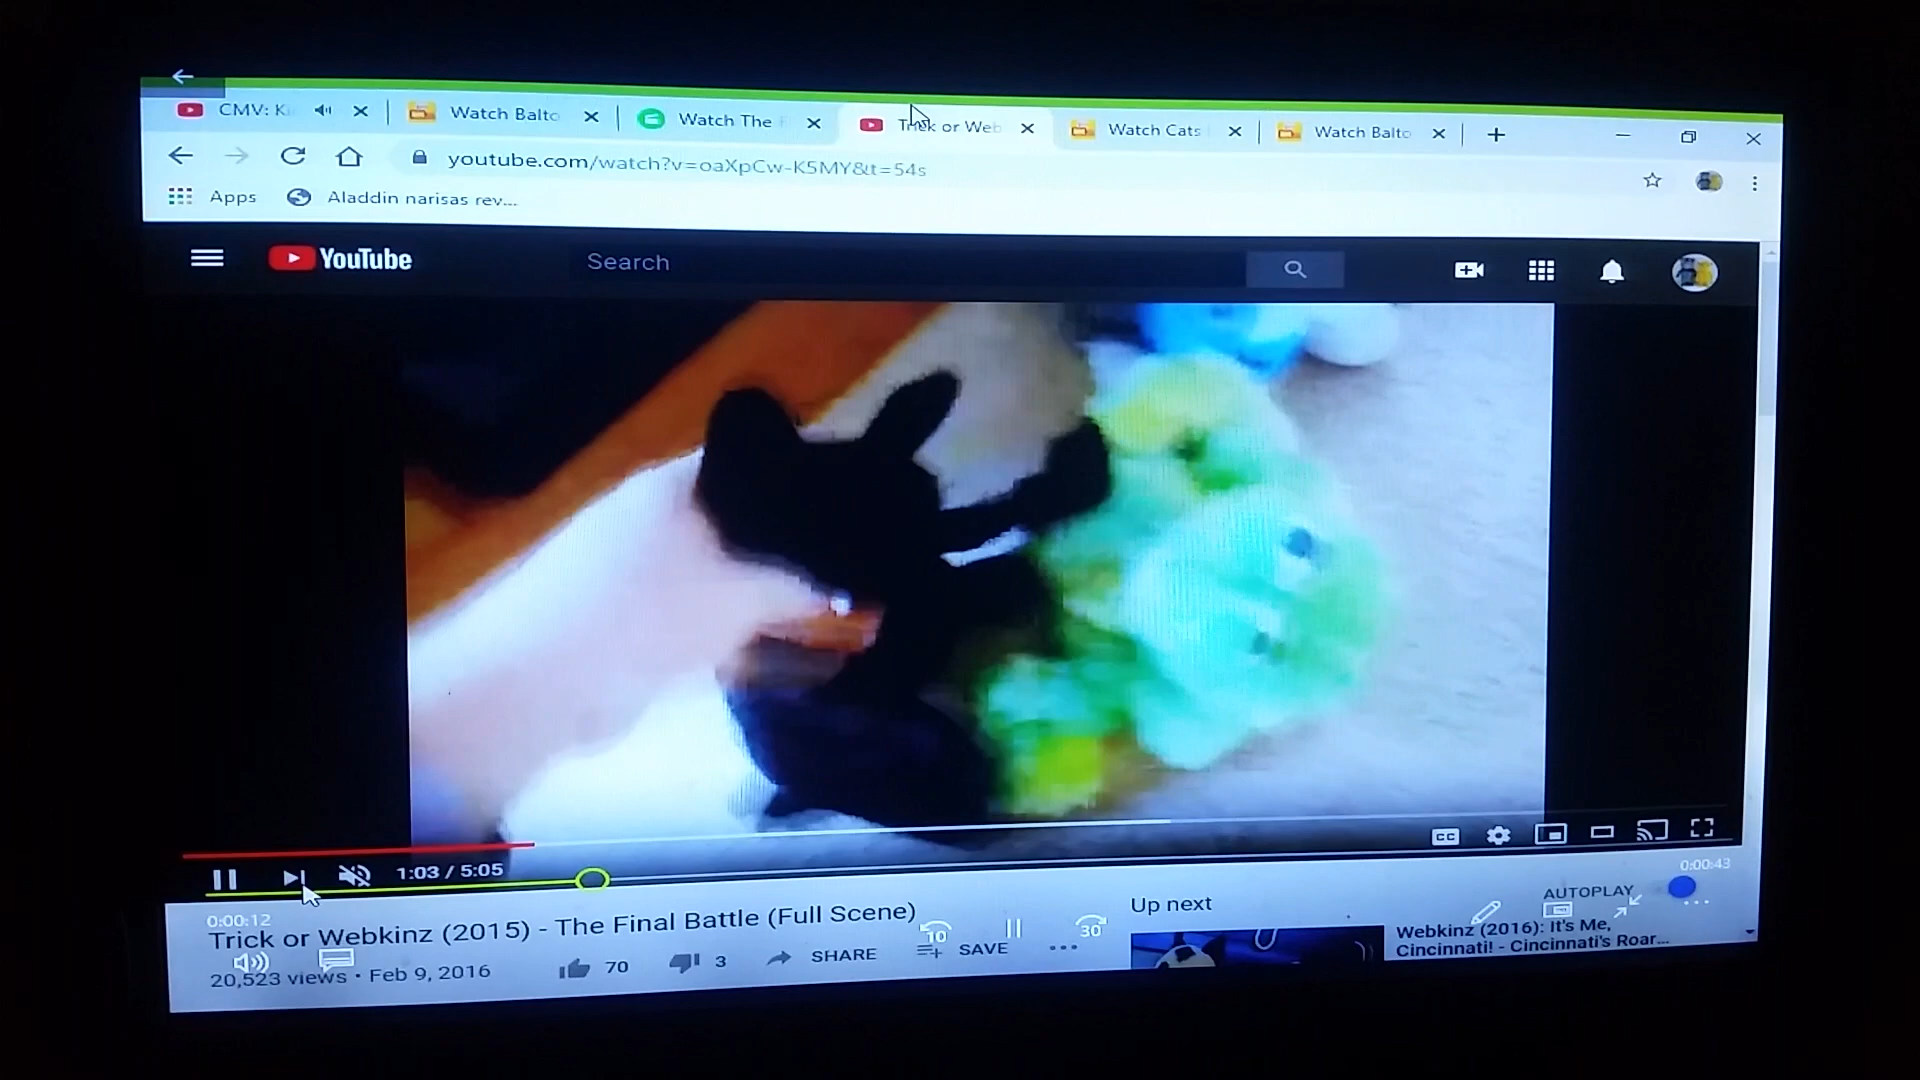 CMV: Ki
Watch Balto
Watch The
Trick or Web
Watch Cats
Watch Balto
youtube.com/watch?v=oaXpCw-K5MY&t=54s
Apps
Aladdin narisas rev...
YouTube
Search
CC
1:03 / 5:05
0:00:43
AUTOPLAY
0:00:12
Trick or Webkinz (2015) - The Final Battle (Full Scene)
10
30
20,523 views • Feb 9, 2016
70
3
SHARE
SAVE
Up next
Webkinz (2016): It's Me,
Cincinnati! - Cincinnati's Roar...